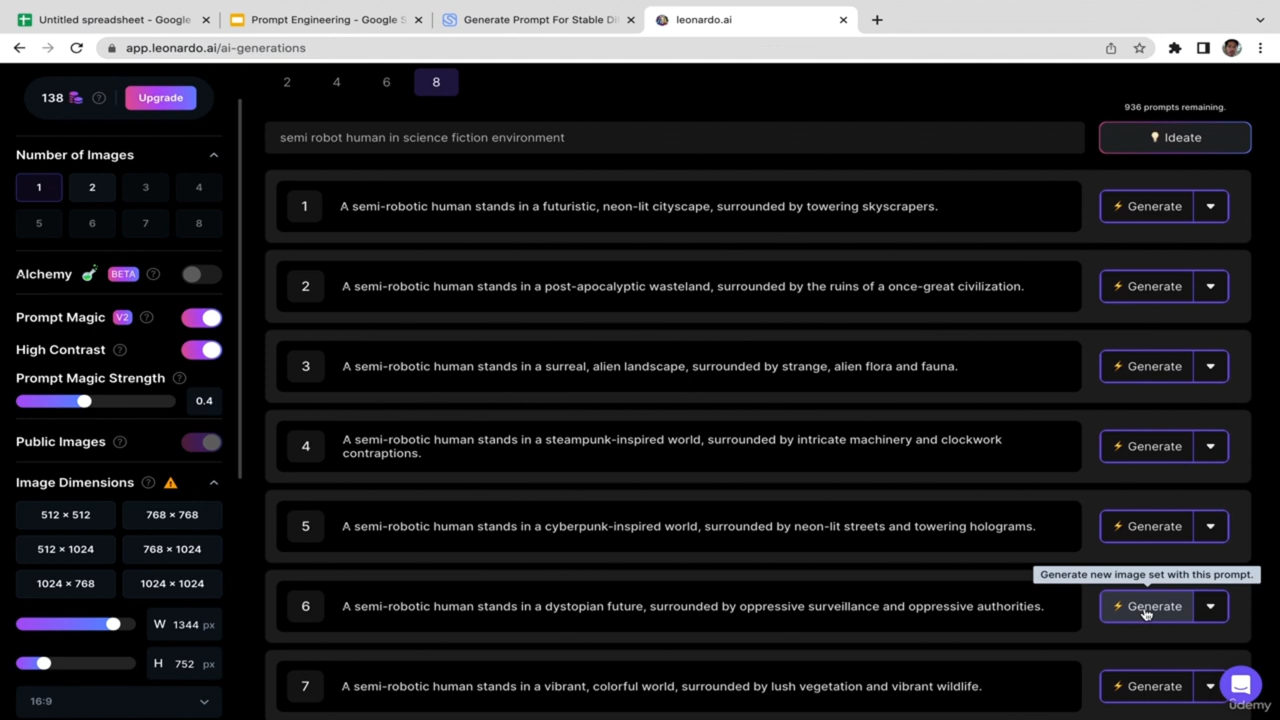 Untitled spreadsheet - Google
Prompt Engineering - Google S
Generate Prompt For Stable Di
leonardo.ai
app.leonardo.ai/ai-generations
138
?
Upgrade
2
4
6
8
936 prompts remaining.
semi robot human in science fiction environment
Ideate
Number of Images
1
2
3
4
5
6
7
8
Alchemy
BETA
?
Prompt Magic
V2
?
High Contrast
?
Prompt Magic Strength
?
0.4
Public Images
?
Image Dimensions
?
512 × 512
768 × 768
512 × 1024
768 × 1024
1024 × 768
1024 × 1024
W 1344 px
H 752 px
16:9
1
A semi-robotic human stands in a futuristic, neon-lit cityscape, surrounded by towering skyscrapers.
Generate
2
A semi-robotic human stands in a post-apocalyptic wasteland, surrounded by the ruins of a once-great civilization.
Generate
3
A semi-robotic human stands in a surreal, alien landscape, surrounded by strange, alien flora and fauna.
Generate
4
A semi-robotic human stands in a steampunk-inspired world, surrounded by intricate machinery and clockwork
contraptions.
Generate
5
A semi-robotic human stands in a cyberpunk-inspired world, surrounded by neon-lit streets and towering holograms.
Generate
Generate new image set with this prompt.
6
A semi-robotic human stands in a dystopian future, surrounded by oppressive surveillance and oppressive authorities.
Generate
7
A semi-robotic human stands in a vibrant, colorful world, surrounded by lush vegetation and vibrant wildlife.
Generate
ûdemy